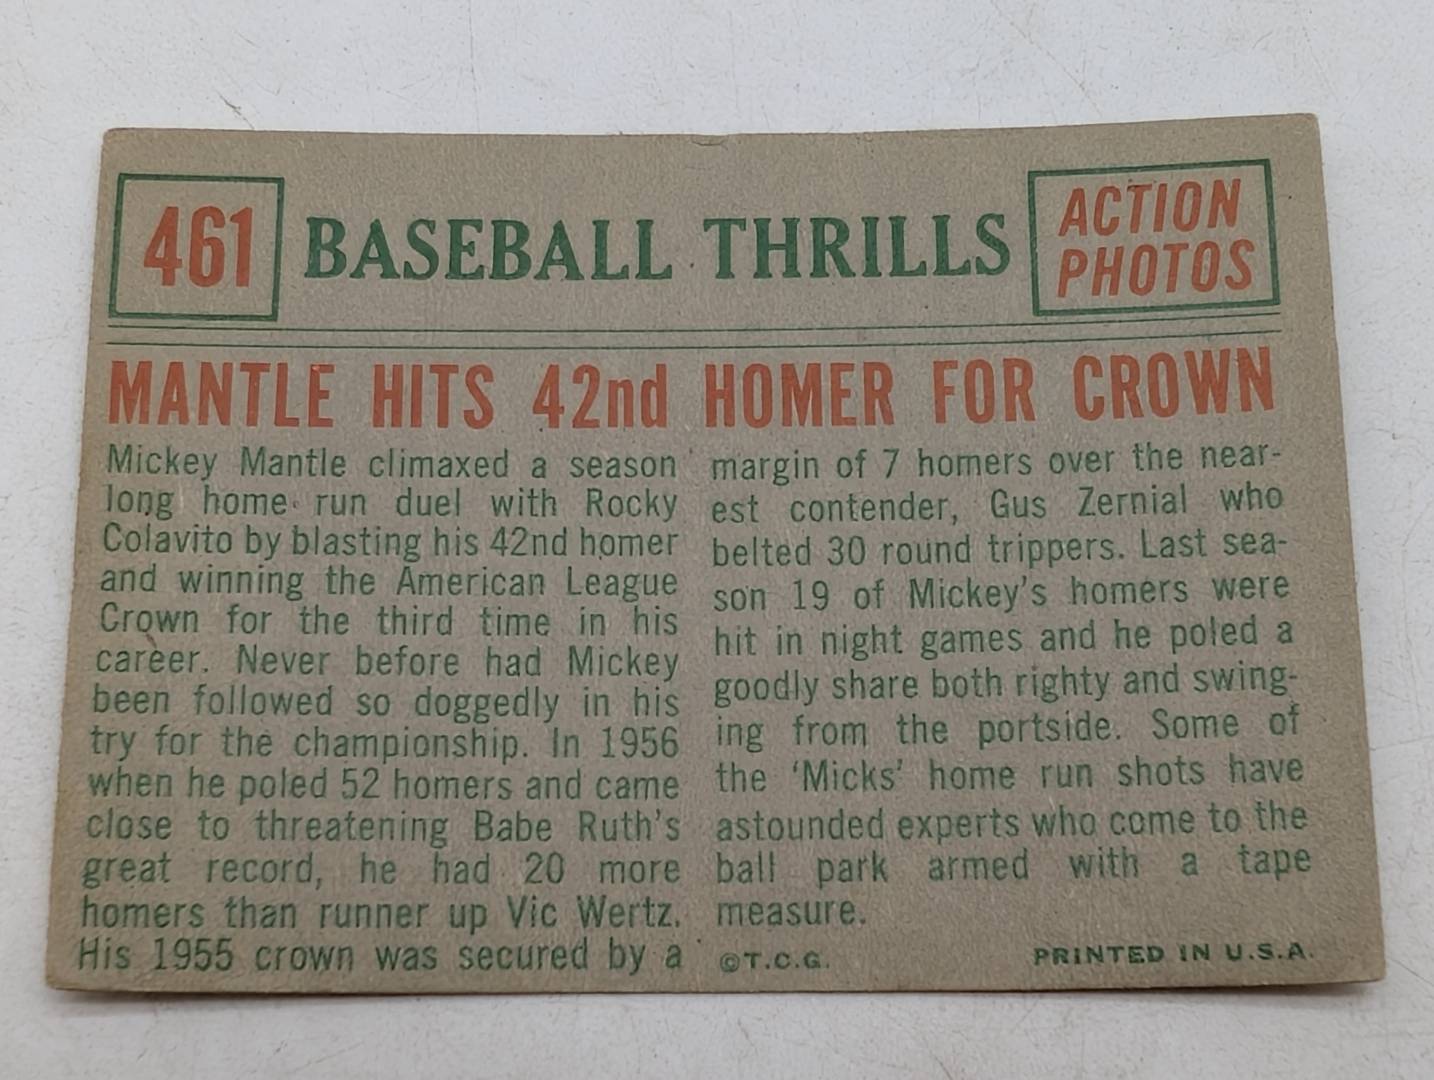 461
BASEBALL THRILLS
ACTION
PHOTOS
MANTLE HITS 42nd HOMER FOR CROWN
Mickey Mantle climaxed a season
long home run duel with Rocky
Colavito by blasting his 42nd homer
and winning the American League
Crown for the third time in his
career. Never before had Mickey
been followed so doggedly in his
try for the championship. In 1956
when he poled 52 homers and came
close to threatening Babe Ruth's
great record, he had 20 more
homers than runner up Vic Wertz.
His 1955 crown was secured by a
margin of 7 homers over the near-
est contender, Gus Zernial who
belted 30 round trippers. Last sea-
son 19 of Mickey's homers were
hit in night games and he poled a
goodly share both righty and swing-
ing from the portside. Some of
the 'Micks' home run shots have
astounded experts who come to the
ball park armed with a tape
measure.
©T.C.G.
PRINTED IN U.S.A.